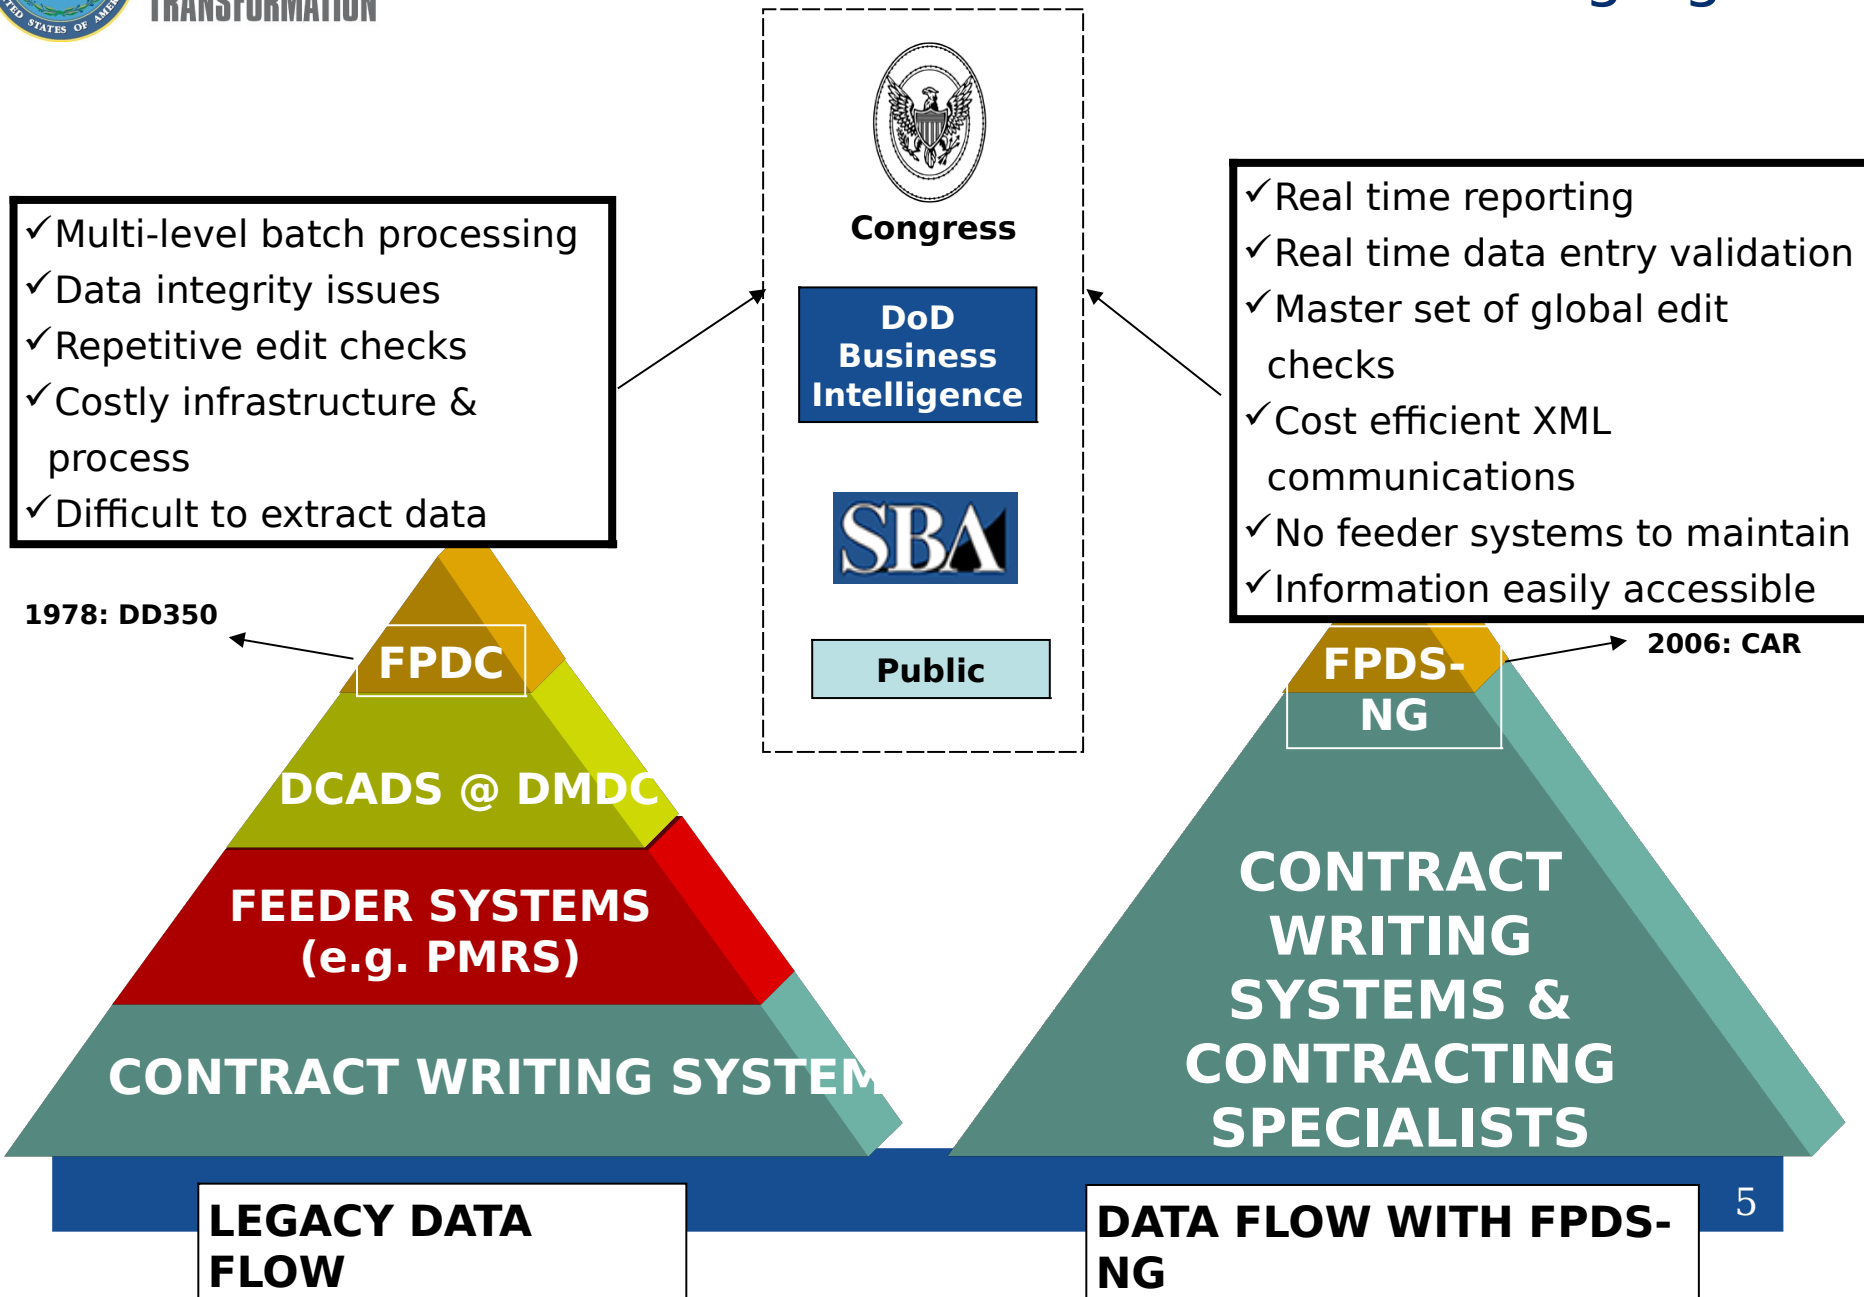 STATES OF AMER
TRANSFORMATION
✓Multi-level batch processing
✓Data integrity issues
✓Repetitive edit checks
✓Costly infrastructure &
process
✓Difficult to extract data
Congress
DoD
Business
Intelligence
SBA
Public
✓Real time reporting
✓Real time data entry validation
✓Master set of global edit
checks
✓Cost efficient XML
communications
✓No feeder systems to maintain
✓Information easily accessible
1978: DD350
FPDC
DCADS @ DMDC
FEEDER SYSTEMS
(e.g. PMRS)
CONTRACT WRITING SYSTEM
2006: CAR
FPDS-
NG
CONTRACT
WRITING
SYSTEMS &
CONTRACTING
SPECIALISTS
LEGACY DATA
FLOW
DATA FLOW WITH FPDS-
NG
5